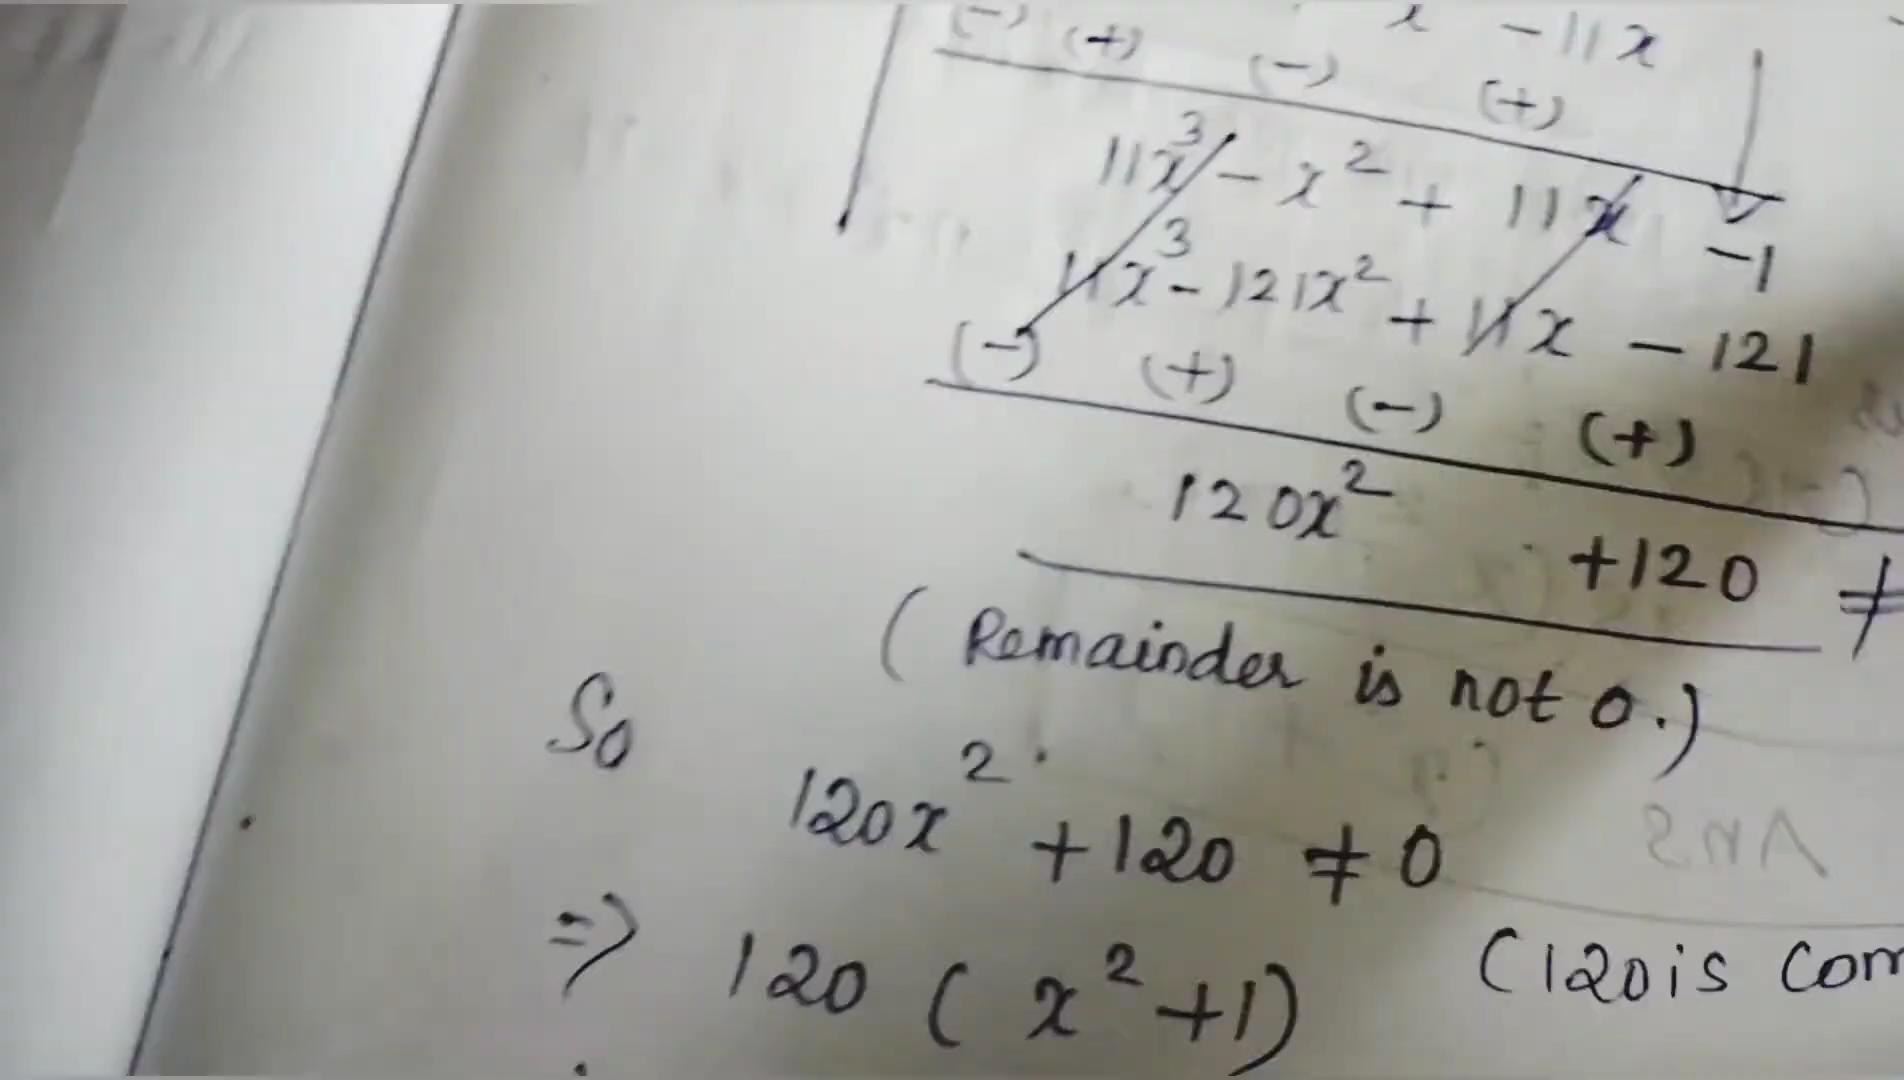 (-) (+) x - 11x
(-) (+)
11x³ - x² + 11x -1
11x³ - 121x² + 11x - 121
(-) (+) (-) (+)
120x² +120 ≠
(Remainder is not 0.)
So
120x² + 120 ≠ 0
⇒ 120 (x² + 1) (120 is com